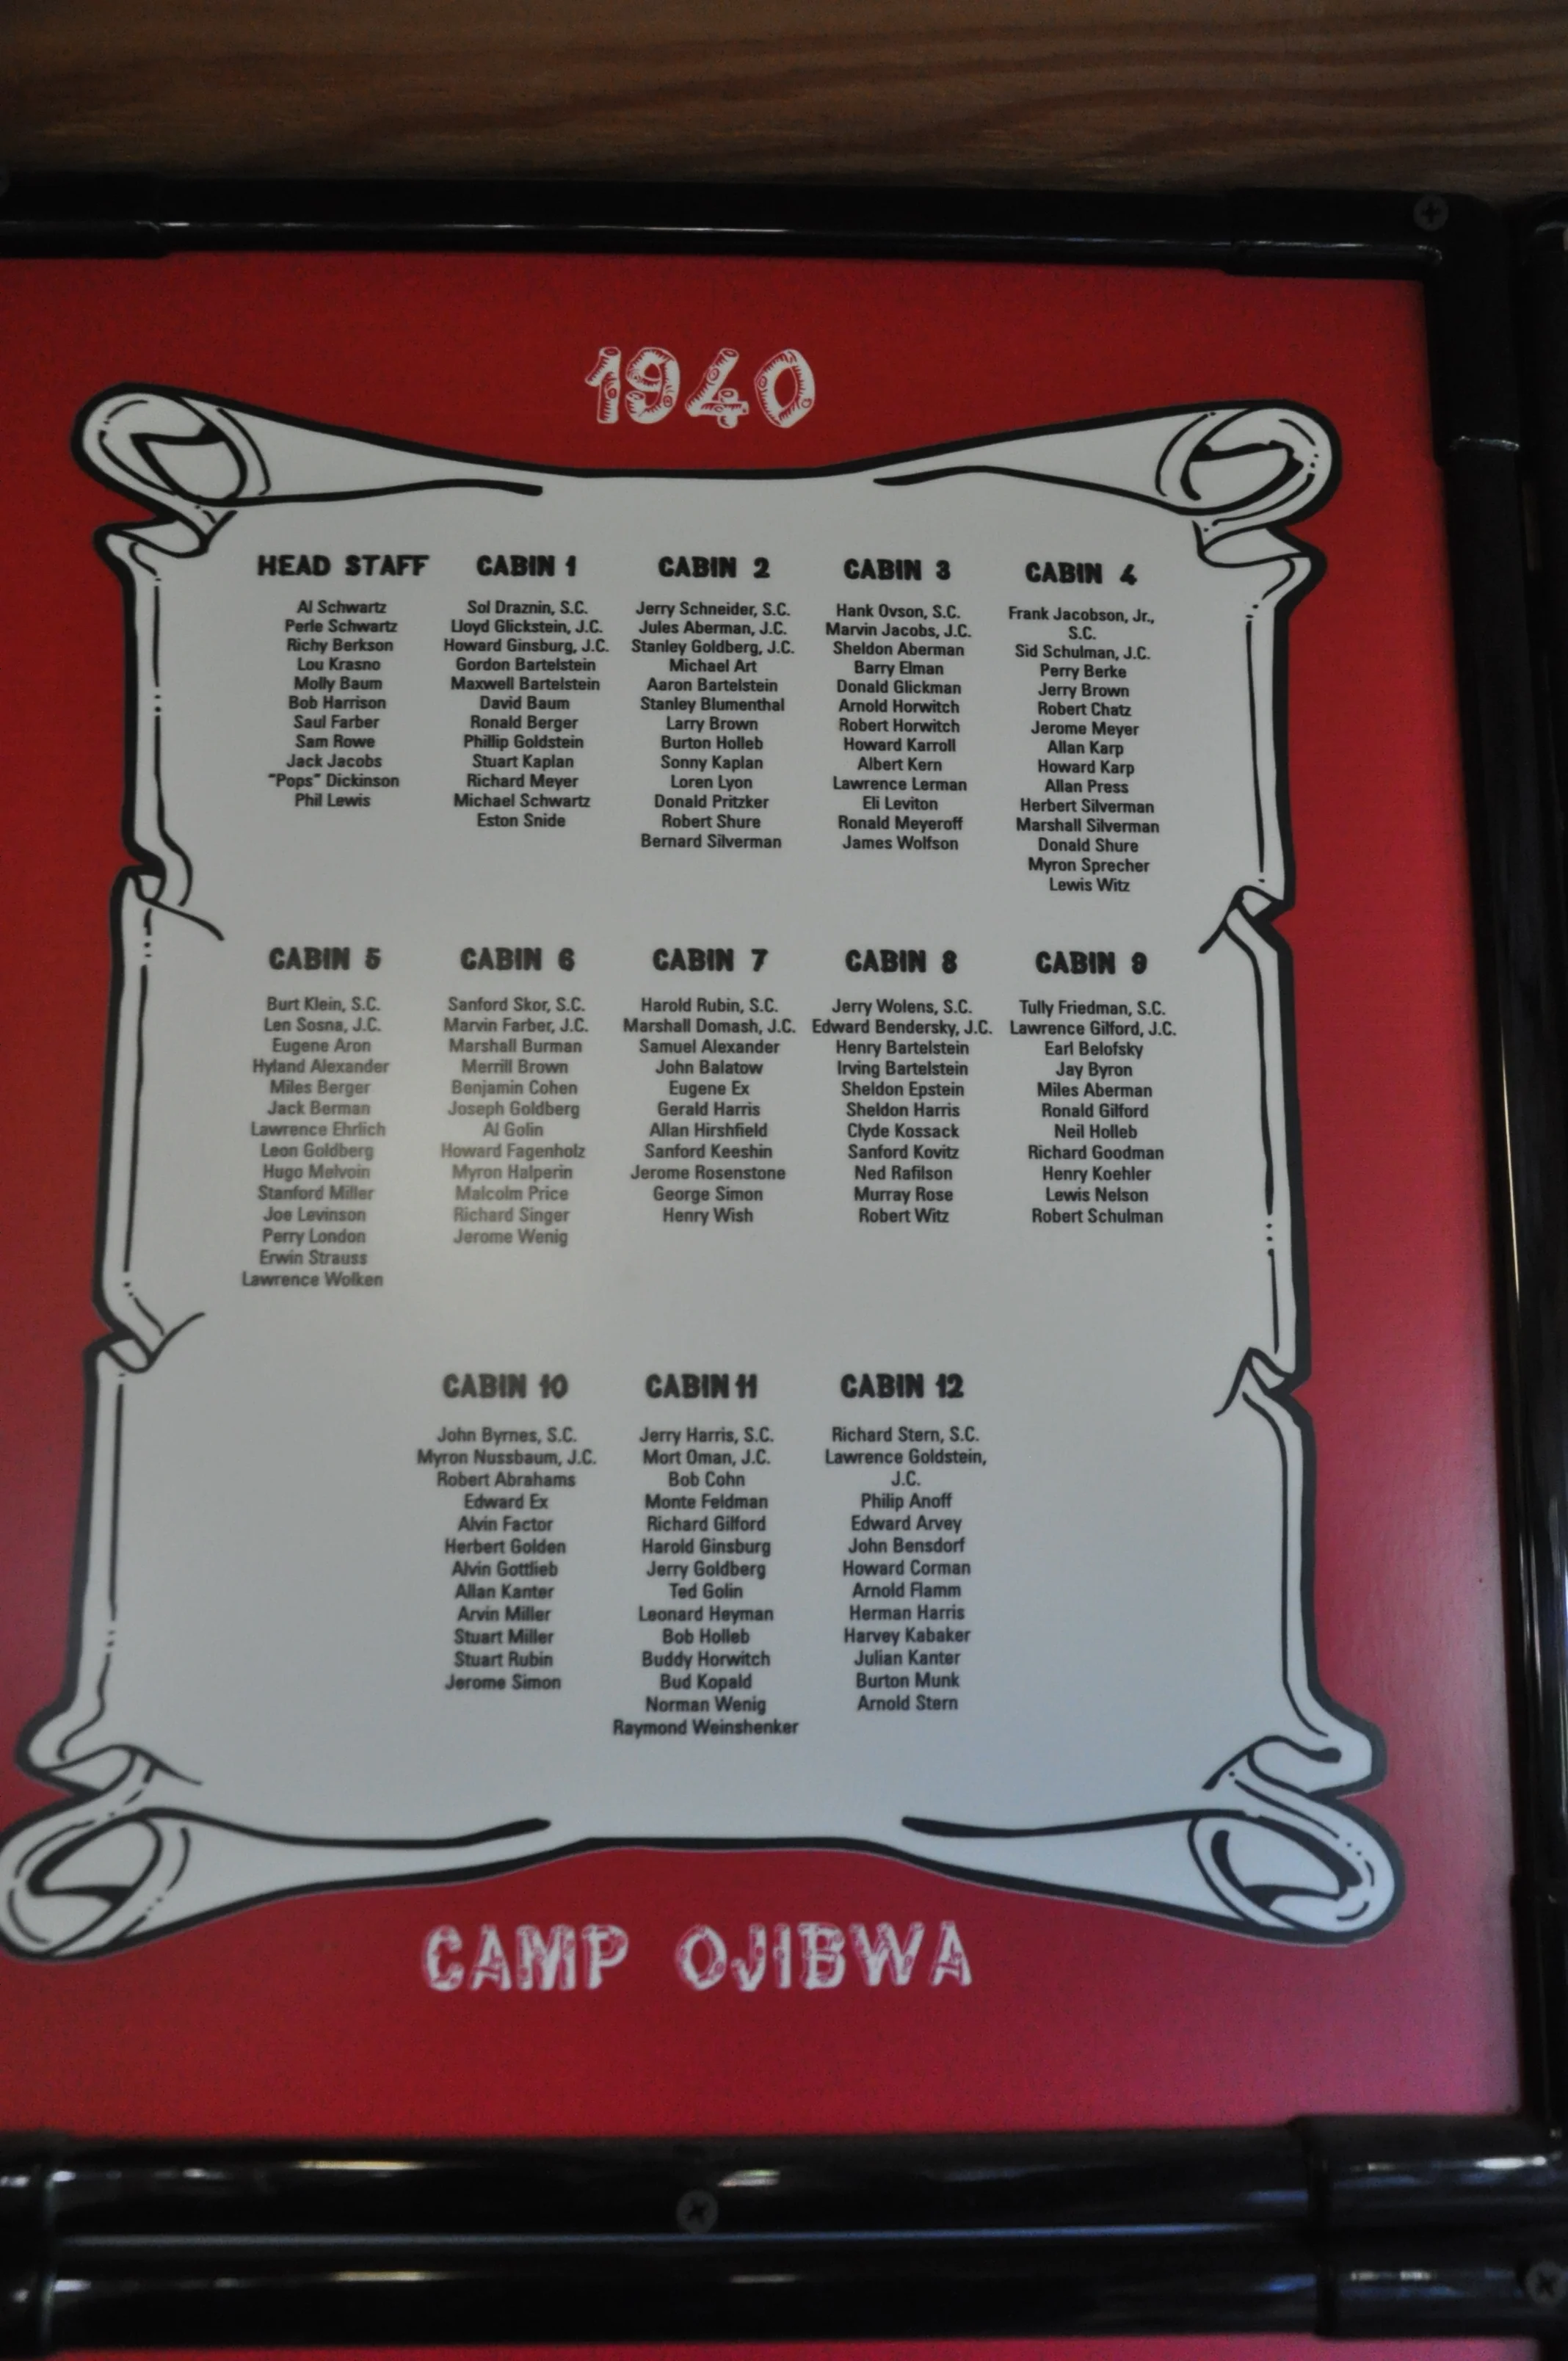 1940
HEAD STAFF
Al Schwartz
Perle Schwartz
Richy Berkson
Lou Krasno
Molly Baum
Bob Harrison
Saul Farber
Sam Rowe
Jack Jacobs
"Pops" Dickinson
Phil Lewis
CABIN 1
Sol Draznin, S.C.
Lloyd Glickstein, J.C.
Howard Ginsburg, J.C.
Gordon Bartelstein
Maxwell Bartelstein
David Baum
Ronald Berger
Phillip Goldstein
Stuart Kaplan
Richard Meyer
Michael Schwartz
Eston Snide
CABIN 2
Jerry Schneider, S.C.
Jules Aberman, J.C.
Stanley Goldberg, J.C.
Michael Art
Aaron Bartelstein
Stanley Blumenthal
Larry Brown
Burton Holleb
Sonny Kaplan
Loren Lyon
Donald Pritzker
Robert Shure
Bernard Silverman
CABIN 3
Hank Ovson, S.C.
Marvin Jacobs, J.C.
Sheldon Aberman
Barry Elman
Donald Glickman
Arnold Horwitch
Robert Horwitch
Howard Karroll
Albert Kern
Lawrence Lerman
Eli Leviton
Ronald Meyeroff
James Wolfson
CABIN 4
Frank Jacobson, Jr.,
S.C.
Sid Schulman, J.C.
Perry Berke
Jerry Brown
Robert Chatz
Jerome Meyer
Allan Karp
Howard Karp
Allan Press
Herbert Silverman
Marshall Silverman
Donald Shure
Myron Sprecher
Lewis Witz
CABIN 5
Burt Klein, S.C.
Len Sosna, J.C.
Eugene Aron
Hyland Alexander
Miles Berger
Jack Berman
Lawrence Ehrlich
Leon Goldberg
Hugo Melvoin
Stanford Miller
Joe Levinson
Perry London
Erwin Strauss
Lawrence Wolken
CABIN 6
Sanford Skor, S.C.
Marvin Farber, J.C.
Marshall Burman
Merrill Brown
Benjamin Cohen
Joseph Goldberg
Al Golin
Howard Fagenholz
Myron Halperin
Malcolm Price
Richard Singer
Jerome Wenig
CABIN 7
Harold Rubin, S.C.
Marshall Domash, J.C.
Samuel Alexander
John Balatow
Eugene Ex
Gerald Harris
Allan Hirshfield
Sanford Keeshin
Jerome Rosenstone
George Simon
Henry Wish
CABIN 8
Jerry Wolens, S.C.
Edward Bendersky, J.C.
Henry Bartelstein
Irving Bartelstein
Sheldon Epstein
Sheldon Harris
Clyde Kossack
Sanford Kovitz
Ned Rafilson
Murray Rose
Robert Witz
CABIN 9
Tully Friedman, S.C.
Lawrence Gilford, J.C.
Earl Belofsky
Jay Byron
Miles Aberman
Ronald Gilford
Neil Holleb
Richard Goodman
Henry Koehler
Lewis Nelson
Robert Schulman
CABIN 10
John Byrnes, S.C.
Myron Nussbaum, J.C.
Robert Abrahams
Edward Ex
Alvin Factor
Herbert Golden
Alvin Gottlieb
Allan Kanter
Arvin Miller
Stuart Miller
Stuart Rubin
Jerome Simon
CABIN 11
Jerry Harris, S.C.
Mort Oman, J.C.
Bob Cohn
Monte Feldman
Richard Gilford
Harold Ginsburg
Jerry Goldberg
Ted Golin
Leonard Heyman
Bob Holleb
Buddy Horwitch
Bud Kopald
Norman Wenig
Raymond Weinshenker
CABIN 12
Richard Stern, S.C.
Lawrence Goldstein,
J.C.
Philip Anoff
Edward Arvey
John Bensdorf
Howard Corman
Arnold Flamm
Herman Harris
Harvey Kabaker
Julian Kanter
Burton Munk
Arnold Stern
CAMP OJIBWA